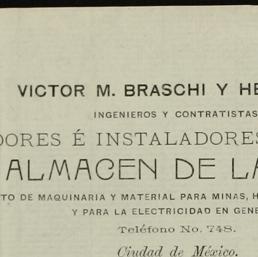 VICTOR M. BRASCHI Y HE
INGENIEROS Y CONTRATISTAS
DORES É INSTALADORES
ALMACEN DE LA
TO DE MAQUINARIA Y MATERIAL PARA MINAS, H
Y PARA LA ELECTRICIDAD EN GENE
Teléfono No. 748.
Ciudad de México.